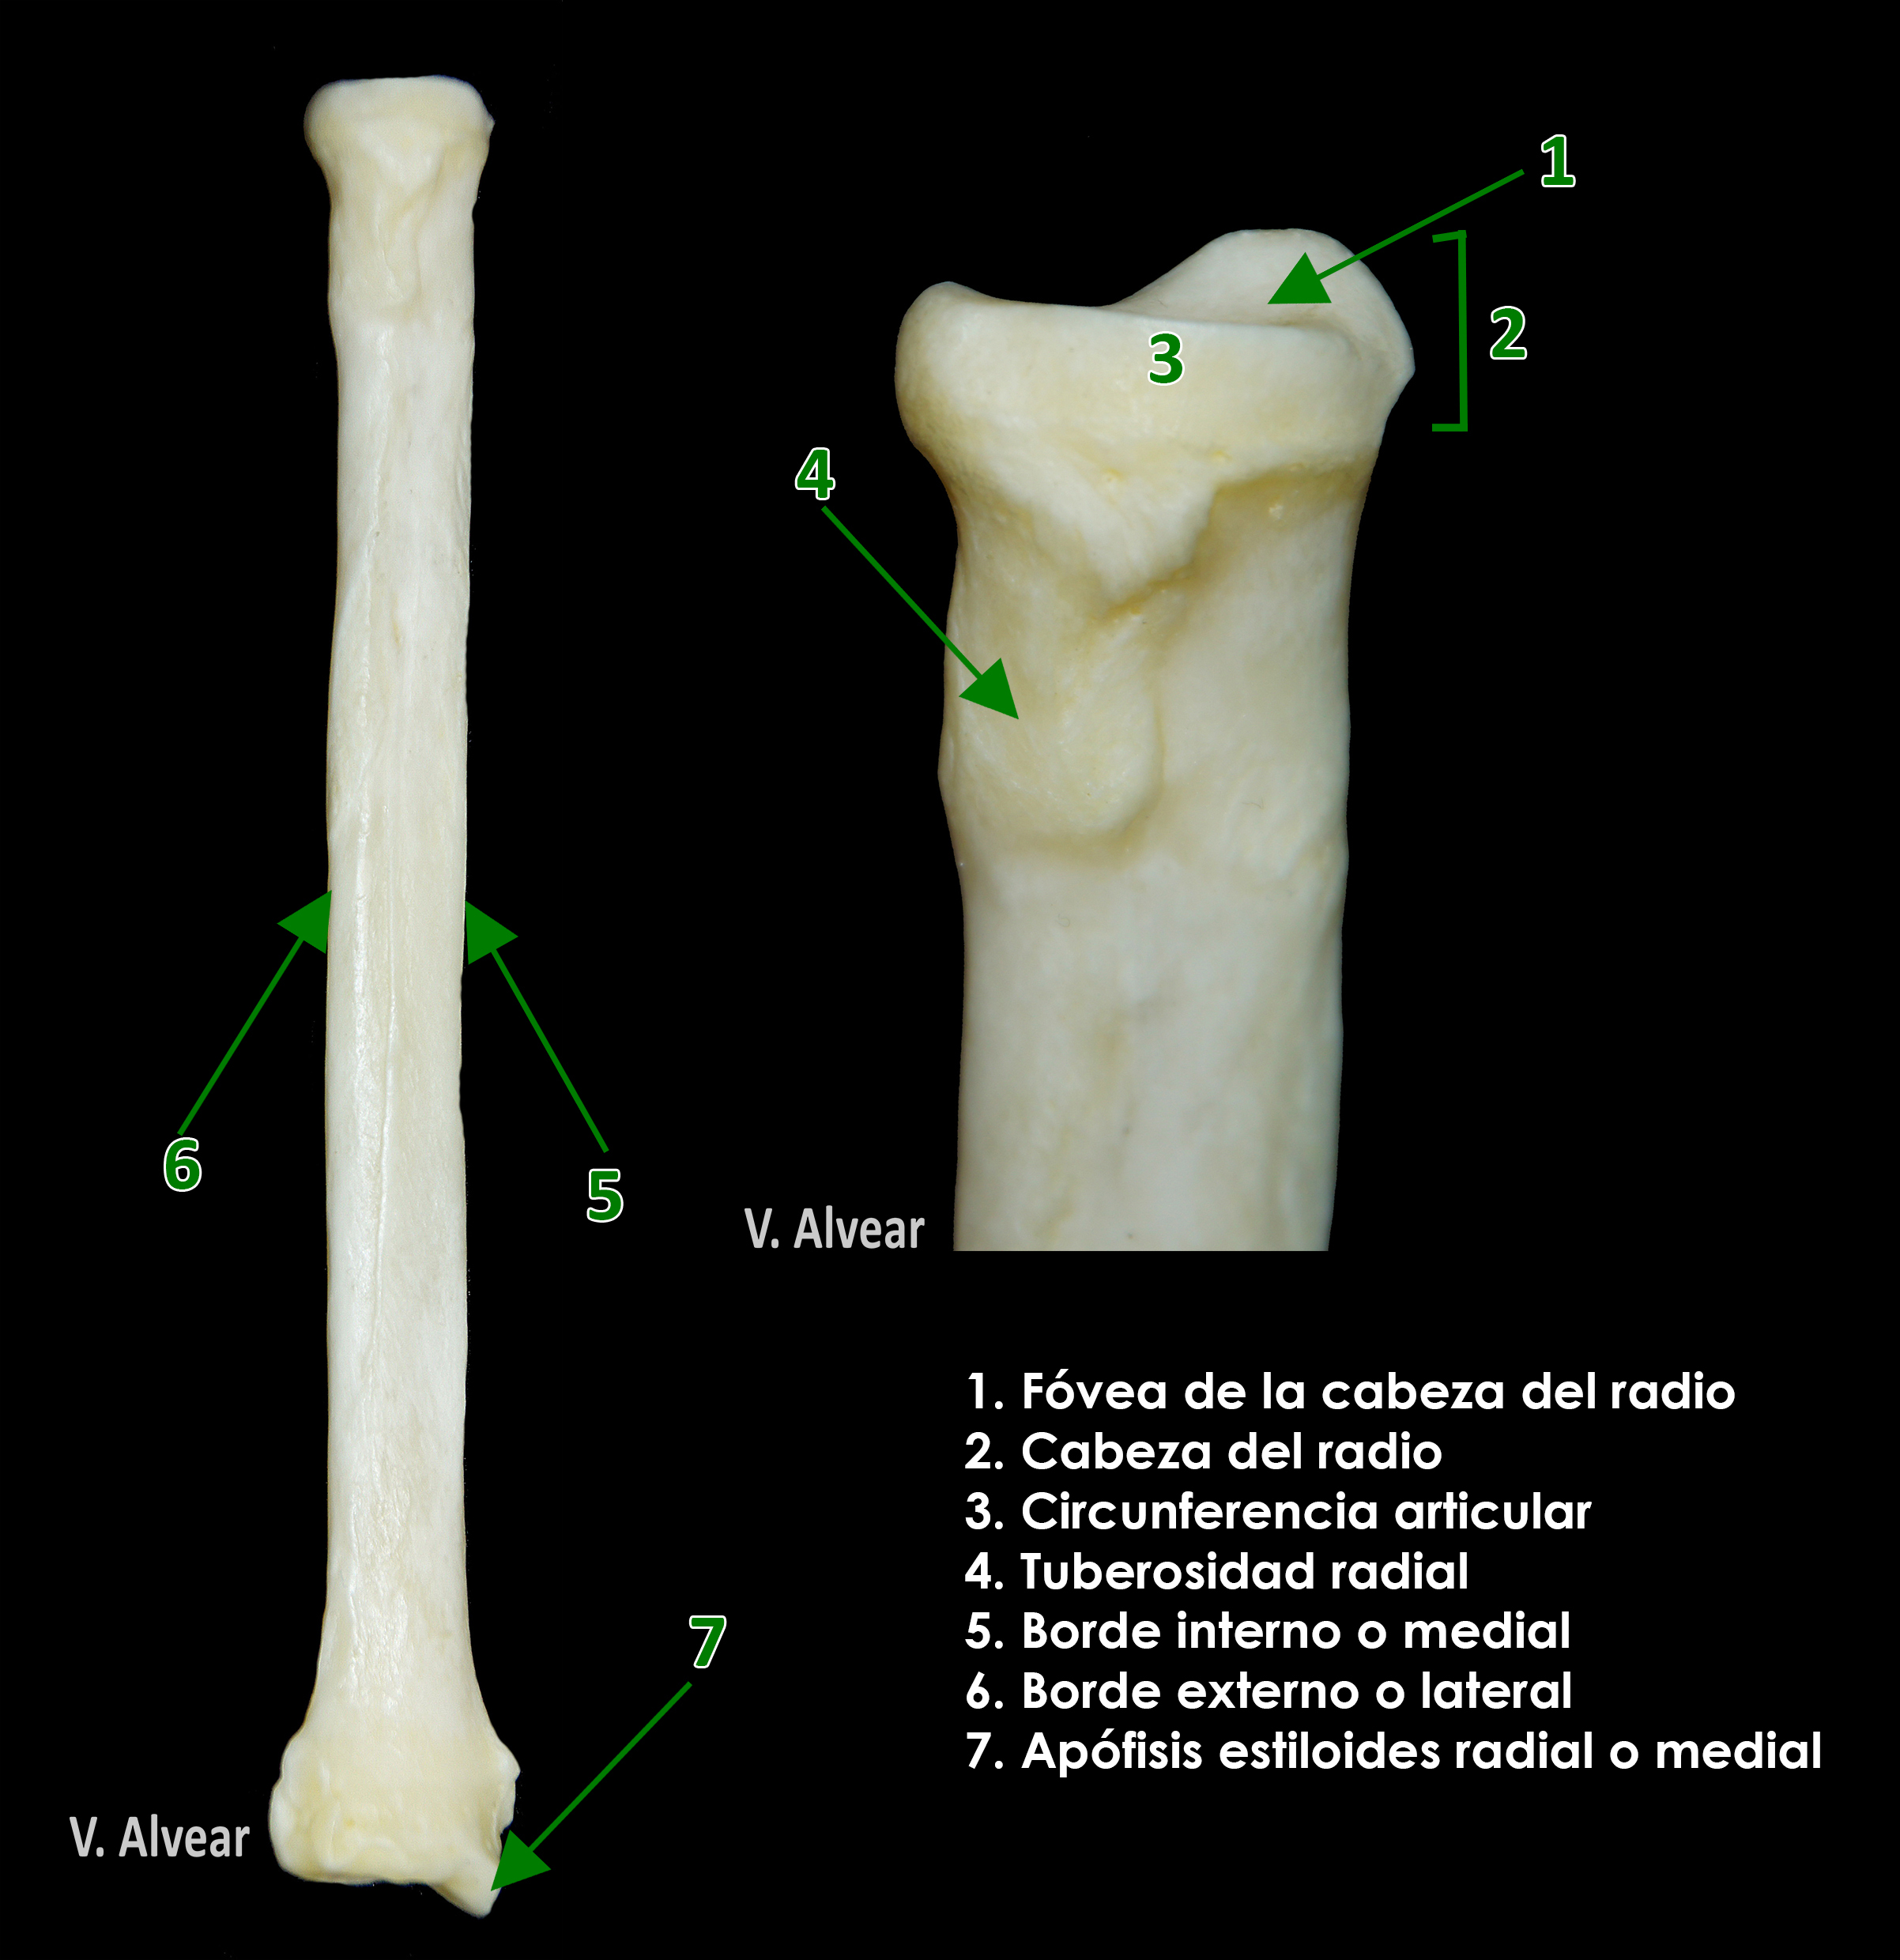 1
2
3
4
6
5
V. Alvear
7
V. Alvear
1. Fóvea de la cabeza del radio
2. Cabeza del radio
3. Circunferencia articular
4. Tuberosidad radial
5. Borde interno o medial
6. Borde externo o lateral
7. Apófisis estiloides radial o medial